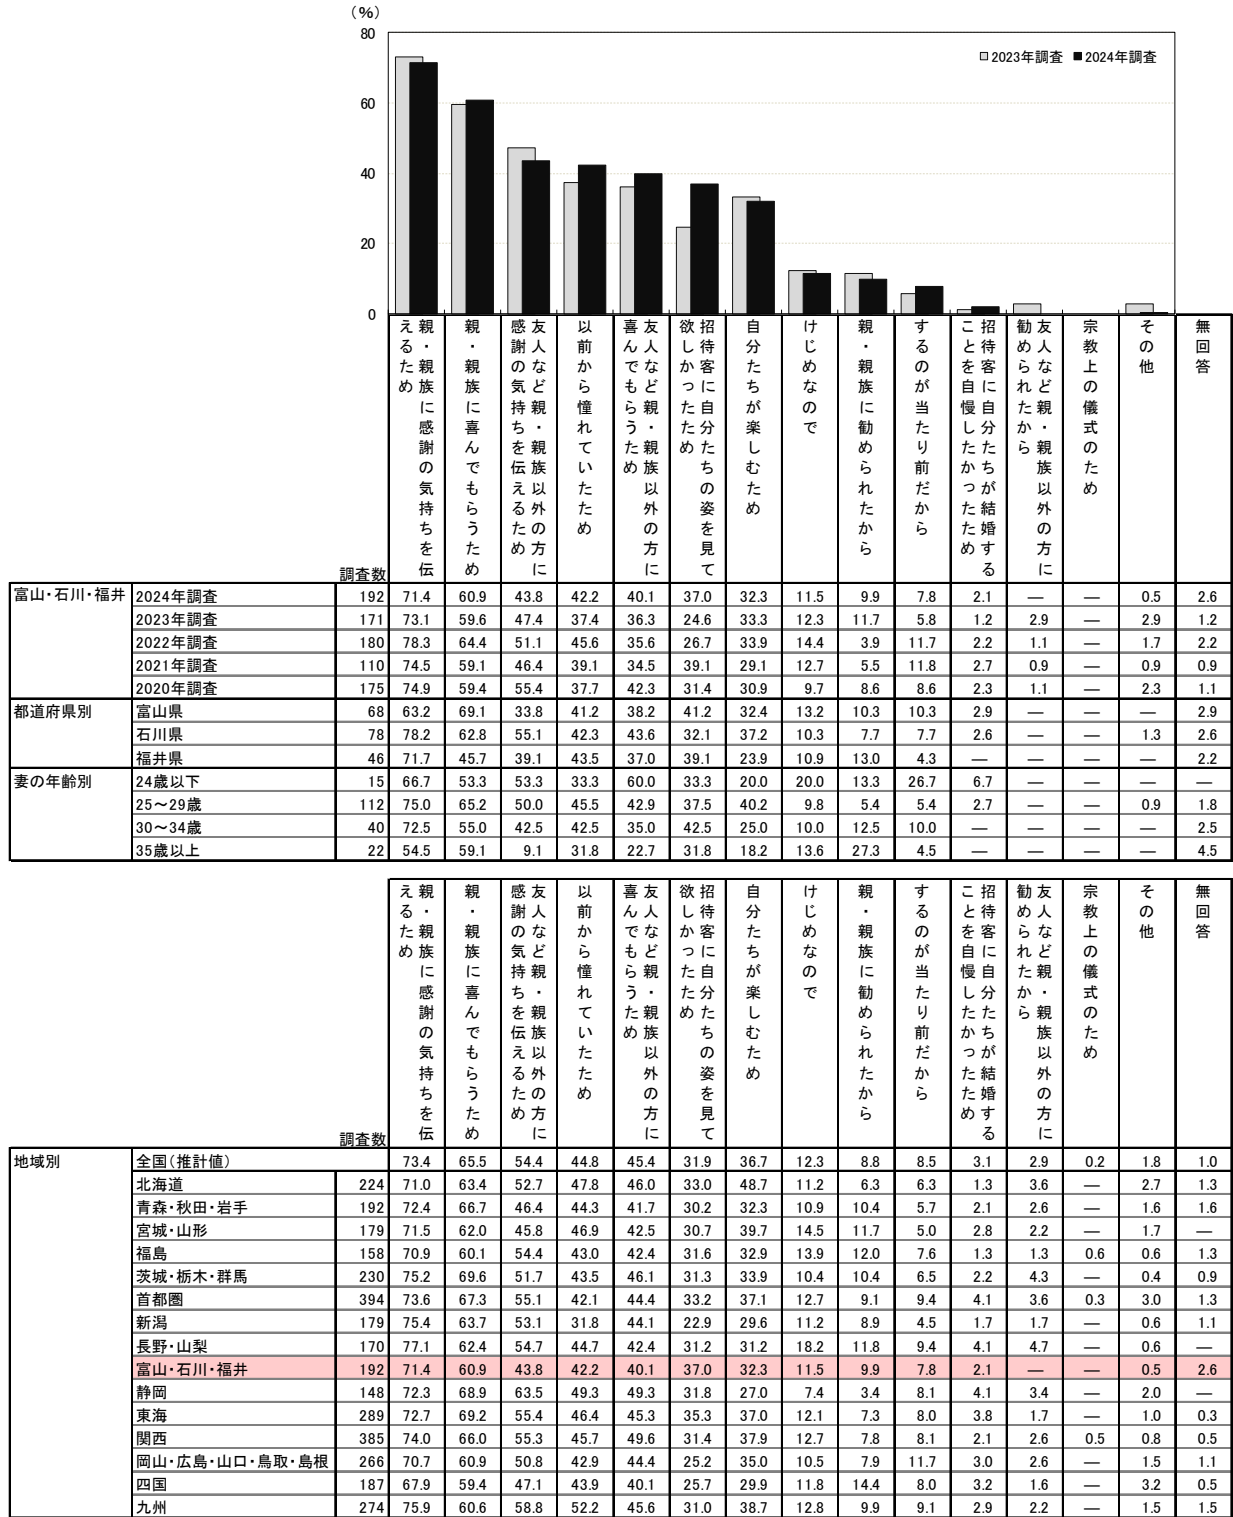 （％）
80
60
40
20
0
□2023年調査 ■2024年調査
親・親族に感謝の気持ちを伝えるため
親・親族に喜んでもらうため
友人など親・親族以外の方に感謝の気持ちを伝えるため
以前から憧れていたため
友人など親・親族以外の方に喜んでもらうため
招待客に自分たちの姿を見て欲しかったため
自分たちが楽しむため
けじめなので
親・親族に勧められたから
するのが当たり前だから
招待客に自分たちが結婚することを自慢したかったため
友人など親・親族以外の方に勧められたから
宗教上の儀式のため
その他
無回答
調査数
富山・石川・福井 2024年調査 192 71.4 60.9 43.8 42.2 40.1 37.0 32.3 11.5 9.9 7.8 2.1 — — 0.5 2.6
2023年調査 171 73.1 59.6 47.4 37.4 36.3 24.6 33.3 12.3 11.7 5.8 1.2 2.9 — 2.9 1.2
2022年調査 180 78.3 64.4 51.1 45.6 35.6 26.7 33.9 14.4 3.9 11.7 2.2 1.1 — 1.7 2.2
2021年調査 110 74.5 59.1 46.4 39.1 34.5 39.1 29.1 12.7 5.5 11.8 2.7 0.9 — 0.9 0.9
2020年調査 175 74.9 59.4 55.4 37.7 42.3 31.4 30.9 9.7 8.6 8.6 2.3 1.1 — 2.3 1.1
都道府県別 富山県 68 63.2 69.1 33.8 41.2 38.2 41.2 32.4 13.2 10.3 10.3 2.9 — — — 2.9
石川県 78 78.2 62.8 55.1 42.3 43.6 32.1 37.2 10.3 7.7 7.7 2.6 — — 1.3 2.6
福井県 46 71.7 45.7 39.1 43.5 37.0 39.1 23.9 10.9 13.0 4.3 — — — — 2.2
妻の年齢別 24歳以下 15 66.7 53.3 53.3 33.3 60.0 33.3 20.0 20.0 13.3 26.7 6.7 — — — —
25～29歳 112 75.0 65.2 50.0 45.5 42.9 37.5 40.2 9.8 5.4 5.4 2.7 — — 0.9 1.8
30～34歳 40 72.5 55.0 42.5 42.5 35.0 42.5 25.0 10.0 12.5 10.0 — — — — 2.5
35歳以上 22 54.5 59.1 9.1 31.8 22.7 31.8 18.2 13.6 27.3 4.5 — — — — 4.5
親・親族に感謝の気持ちを伝えるため
親・親族に喜んでもらうため
友人など親・親族以外の方に感謝の気持ちを伝えるため
以前から憧れていたため
友人など親・親族以外の方に喜んでもらうため
招待客に自分たちの姿を見て欲しかったため
自分たちが楽しむため
けじめなので
親・親族に勧められたから
するのが当たり前だから
招待客に自分たちが結婚することを自慢したかったため
友人など親・親族以外の方に勧められたから
宗教上の儀式のため
その他
無回答
調査数
地域別 全国（推計値） 73.4 65.5 54.4 44.8 45.4 31.9 36.7 12.3 8.8 8.5 3.1 2.9 0.2 1.8 1.0
北海道 224 71.0 63.4 52.7 47.8 46.0 33.0 48.7 11.2 6.3 6.3 1.3 3.6 — 2.7 1.3
青森・秋田・岩手 192 72.4 66.7 46.4 44.3 41.7 30.2 32.3 10.9 10.4 5.7 2.1 2.6 — 1.6 1.6
宮城・山形 179 71.5 62.0 45.8 46.9 42.5 30.7 39.7 14.5 11.7 5.0 2.8 2.2 — 1.7 —
福島 158 70.9 60.1 54.4 43.0 42.4 31.6 32.9 13.9 12.0 7.6 1.3 1.3 0.6 0.6 1.3
茨城・栃木・群馬 230 75.2 69.6 51.7 43.5 46.1 31.3 33.9 10.4 10.4 6.5 2.2 4.3 — 0.4 0.9
首都圏 394 73.6 67.3 55.1 42.1 44.4 33.2 37.1 12.7 9.1 9.4 4.1 3.6 0.3 3.0 1.3
新潟 179 75.4 63.7 53.1 31.8 44.1 22.9 29.6 11.2 8.9 4.5 1.7 1.7 — 0.6 1.1
長野・山梨 170 77.1 62.4 54.7 44.7 42.4 31.2 31.2 18.2 11.8 9.4 4.1 4.7 — 0.6 —
富山・石川・福井 192 71.4 60.9 43.8 42.2 40.1 37.0 32.3 11.5 9.9 7.8 2.1 — — 0.5 2.6
静岡 148 72.3 68.9 63.5 49.3 49.3 31.8 27.0 7.4 3.4 8.1 4.1 3.4 — 2.0 —
東海 289 72.7 69.2 55.4 46.4 45.3 35.3 37.0 12.1 7.3 8.0 3.8 1.7 — 1.0 0.3
関西 385 74.0 66.0 55.3 45.7 49.6 31.4 37.9 12.7 7.8 8.1 2.1 2.6 0.5 0.8 0.5
岡山・広島・山口・鳥取・島根 266 70.7 60.9 50.8 42.9 44.4 25.2 35.0 10.5 7.9 11.7 3.0 2.6 — 1.5 1.1
四国 187 67.9 59.4 47.1 43.9 40.1 25.7 29.9 11.8 14.4 8.0 3.2 1.6 — 3.2 0.5
九州 274 75.9 60.6 58.8 52.2 45.6 31.0 38.7 12.8 9.9 9.1 2.9 2.2 — 1.5 1.5